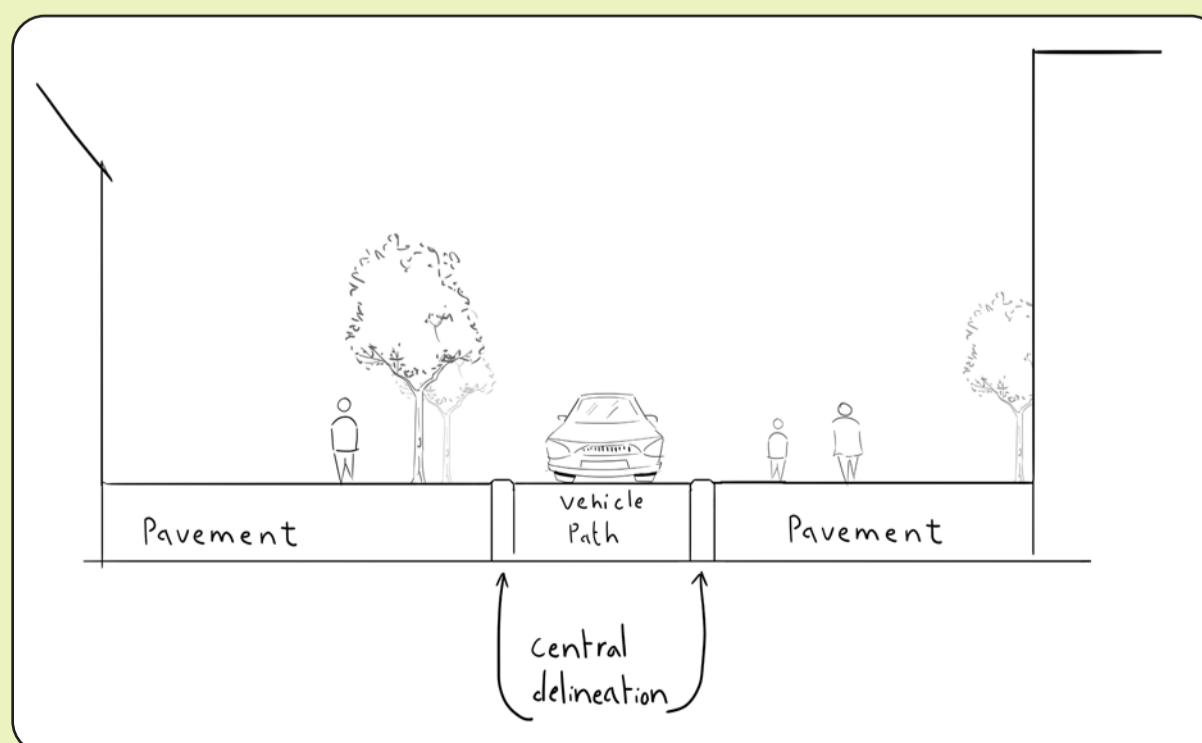 vehicle
Path
Pavement
Pavement
central
delineation